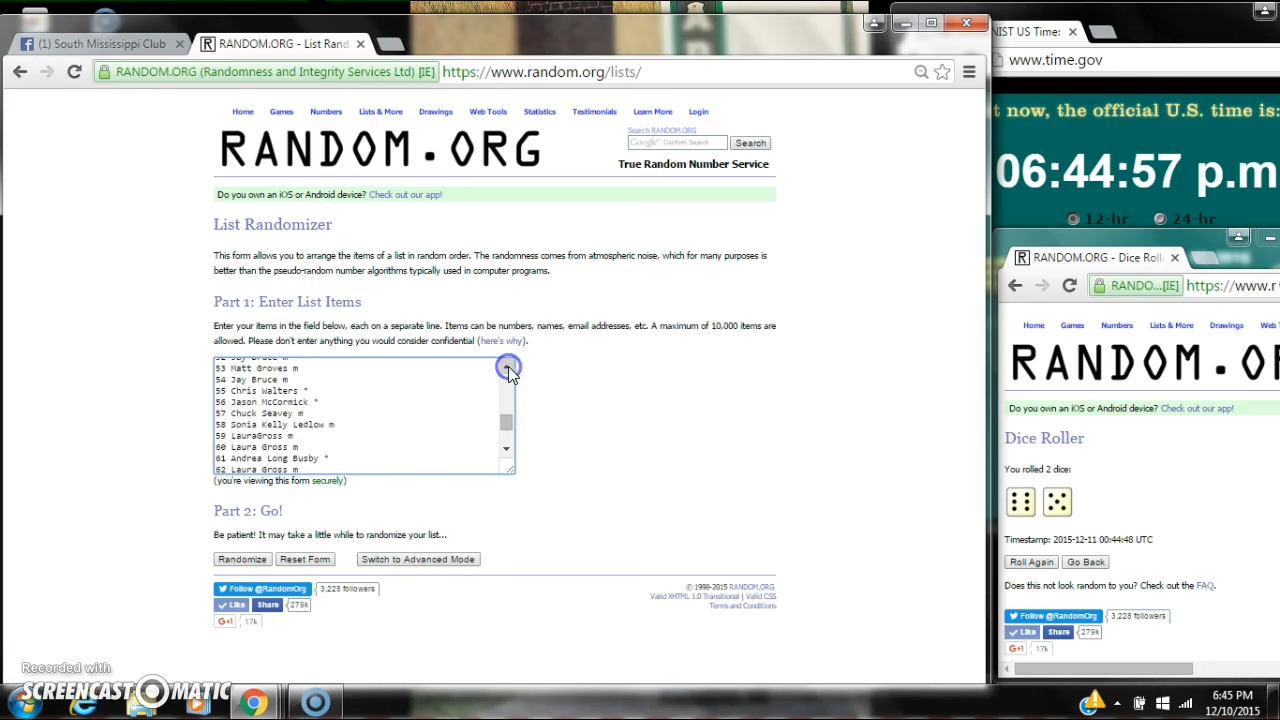 (1) South Mississippi Club
RANDOM.ORG - List Rand
RANDOM.ORG (Randomness and Integrity Services Ltd) [IE]
https://www.random.org/lists/
Home Games Numbers Lists & More Drawings Web Tools Statistics Testimonials Learn More Login
RANDOM.ORG
Search RANDOM.ORG
Google Custom Search
Search
True Random Number Service
Do you own an iOS or Android device? Check out our app!
List Randomizer
This form allows you to arrange the items of a list in random order. The randomness comes from atmospheric noise, which for many purposes is
better than the pseudo-random number algorithms typically used in computer programs.
Part 1: Enter List Items
Enter your items in the field below, each on a separate line. Items can be numbers, names, email addresses, etc. A maximum of 10,000 items are
allowed. Please don't enter anything you would consider confidential (here's why).
52 Jay Bruce m
53 Matt Groves m
54 Jay Bruce m
55 Chris Walters *
56 Jason McCormick *
57 Chuck Seavey m
58 Sonia Kelly Ledlow m
59 LauraGross m
60 Laura Gross m
61 Andrea Long Busby *
62 Laura Gross m
(you're viewing this form securely)
Part 2: Go!
Be patient! It may take a little while to randomize your list...
Randomize Reset Form Switch to Advanced Mode
Follow @RandomOrg 3,228 followers
Like Share 279k
G+1 17k
© 1998-2015 RANDOM.ORG
Valid XHTML 1.0 Transitional | Valid CSS
Terms and Conditions
NIST US Time:
www.time.gov
t now, the official U.S. time is:
06:44:57 p.m
12-hr 24-hr
RANDOM.ORG - Dice Roll
RANDO...[IE] https://www.r
Home Games Numbers Lists & More Drawings Web T
RANDOM
Do you own an iOS or Android device? Check out our app!
Dice Roller
You rolled 2 dice:
Timestamp: 2015-12-11 00:44:48 UTC
Roll Again Go Back
Does this not look random to you? Check out the FAQ.
Follow @RandomOrg 3,228 followers
Like Share 279k
G+1 17k
Recorded with
SCREENCAST-O-MATIC
6:45 PM
12/10/2015